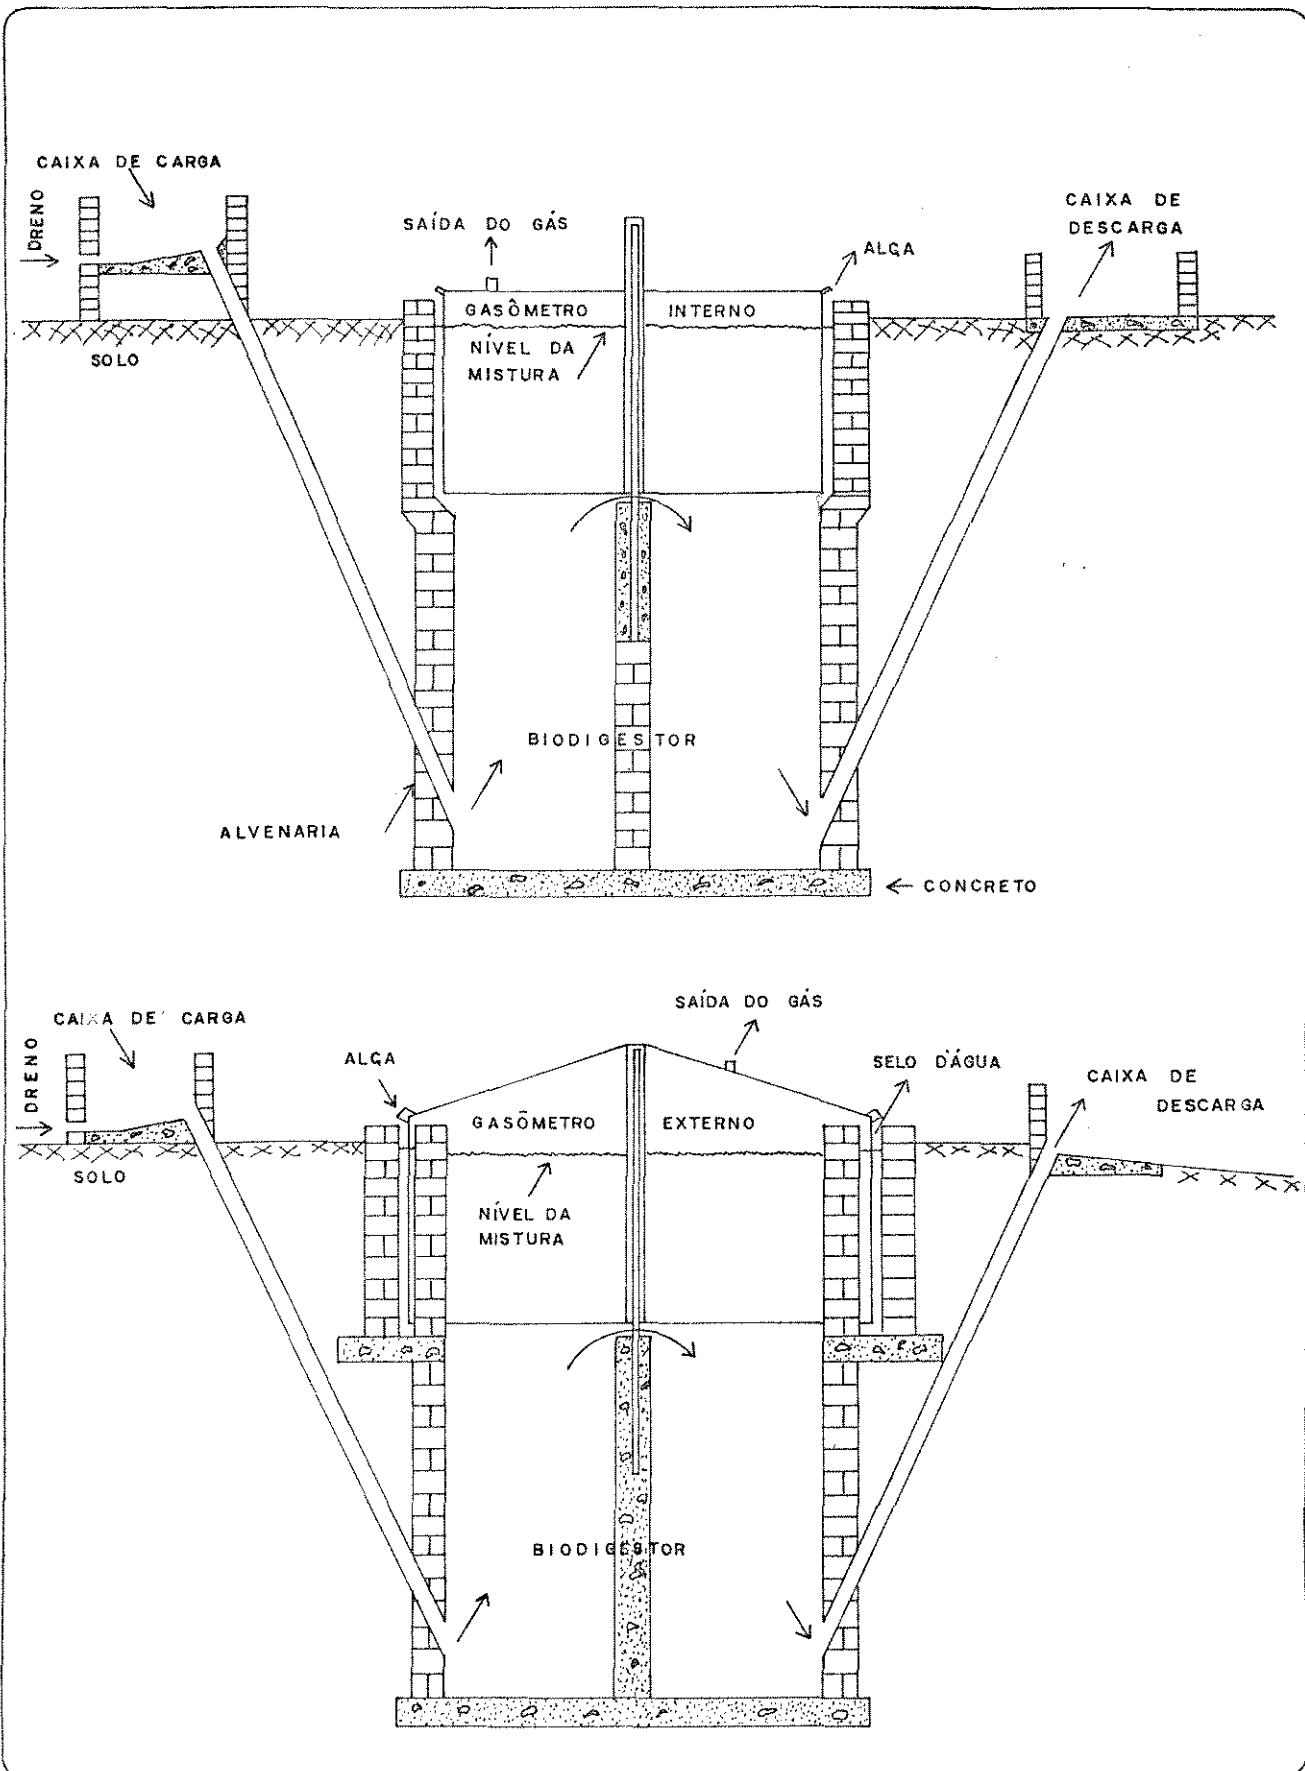 CAIXA DE CARGA
DRENO
SAÍDA DO GÁS
CAIXA DE
DESCARGA
ALÇA
GASÔMETRO INTERNO
NÍVEL DA
MISTURA
SOLO
BIODIGESTOR
ALVENARIA
CONCRETO
SAÍDA DO GÁS
CAIXA DE CARGA
DRENO
ALÇA
SELO D'ÁGUA
CAIXA DE
DESCARGA
GASÔMETRO EXTERNO
SOLO
NÍVEL DA
MISTURA
BIODIGESTOR